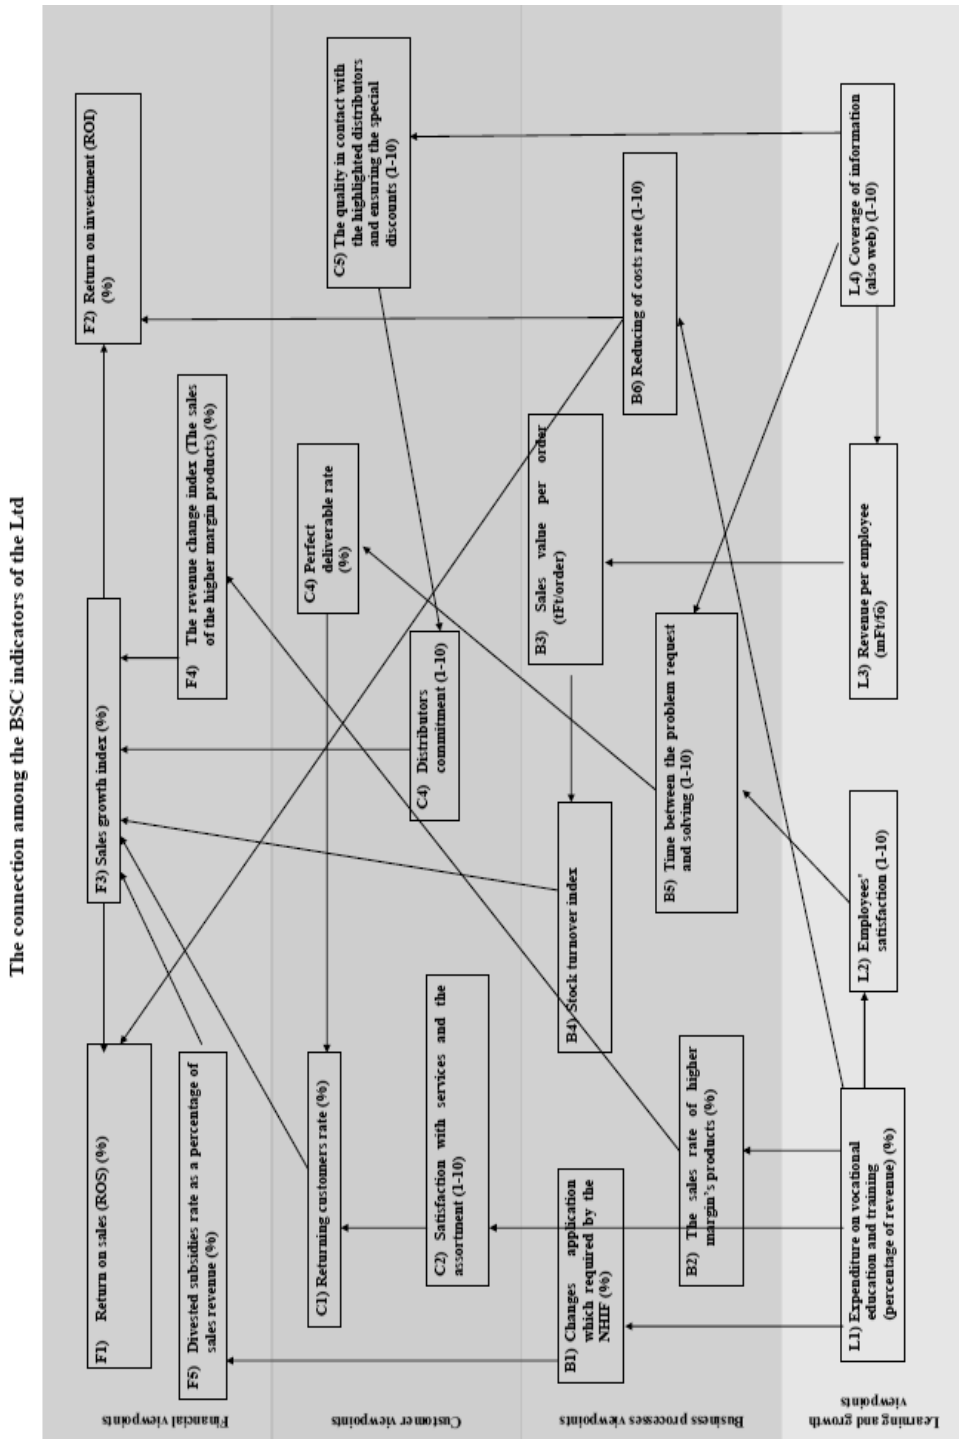 The connection among the BSC indicators of the Ltd
Financial viewpoints
F1) Return on sales (ROS) (%)
F3) Sales growth index (%)
F2) Return on investment (ROI)
(%)
F5) Divested subsidies rate as a percentage of
sales revenue (%)
F4) The revenue change index (The sales
of the higher margin products) (%)
Customer viewpoints
C1) Returning customers rate (%)
C4) Perfect
deliverable rate
(%)
C5) The quality in contact with
the highlighted distributors
and ensuring the special
discounts (1-10)
C2) Satisfaction with services and the
assortment (1-10)
C4) Distributors
commitment (1-10)
Business processes viewpoints
B1) Changes application
which required by the
NHIF (%)
B4) Stock turnover index
B3) Sales value per order
(tFt/order)
B6) Reducing of costs rate (1-10)
B2) The sales rate of higher
margin's products (%)
B5) Time between the problem request
and solving (1-10)
Learning and growth
viewpoints
L1) Expenditure on vocational
education and training
(percentage of revenue) (%)
L2) Employees'
satisfaction (1-10)
L3) Revenue per employee
(mFt/fő)
L4) Coverage of information
(also web) (1-10)